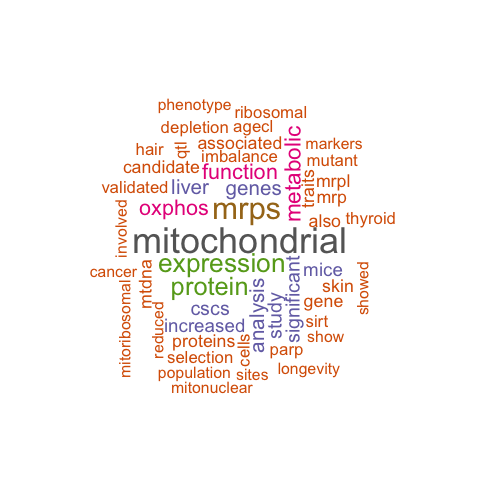 phenotype
ribosomal
depletion
agecl
hair
qtl
associated
metabolic
markers
imbalance
mutant
candidate
function
traits
mrpl
validated
liver
genes
mrp
oxphos
mrps
also
thyroid
involved
mitochondrial
expression
significant
mice
cancer
mtdna
protein
analysis
study
skin
showed
mitoribosomal
cscs
gene
reduced
increased
sirt
proteins
cells
parp
show
selection
population
sites
longevity
mitonuclear